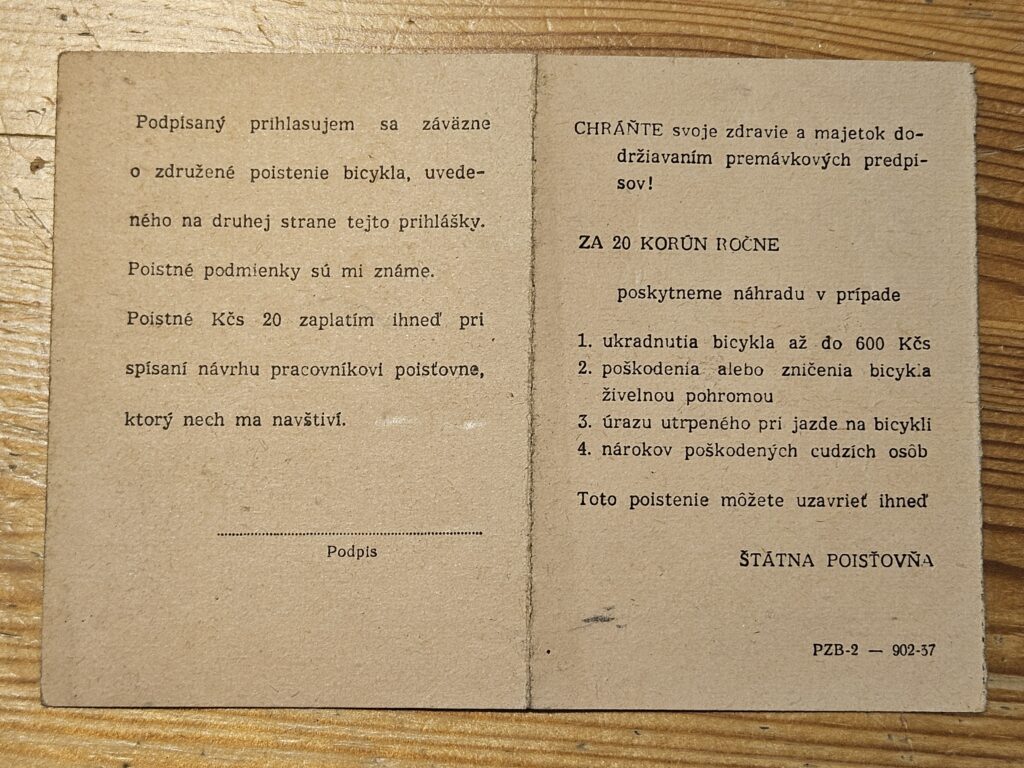 Podpísaný prihlasujem sa záväzne
o združené poistenie bicykla, uvede-
ného na druhej strane tejto prihlášky.
Poistné podmienky sú mi známe.
Poistné Kčs 20 zaplatím ihneď pri
spísaní návrhu pracovníkovi poisťovne,
ktorý nech ma navštívi.
Podpis
CHRÁŇTE svoje zdravie a majetok do-
držiavaním premávkových predpi-
sov!
ZA 20 KORÚN ROČNE
poskytneme náhradu v prípade
1. ukradnutia bicykla až do 600 Kčs
2. poškodenia alebo zničenia bicykla
živelnou pohromou
3. úrazu utrpeného pri jazde na bicykli
4. nárokov poškodených cudzích osôb
Toto poistenie môžete uzavrieť ihneď
ŠTÁTNA POISŤOVŇA
PZB-2 — 902-37